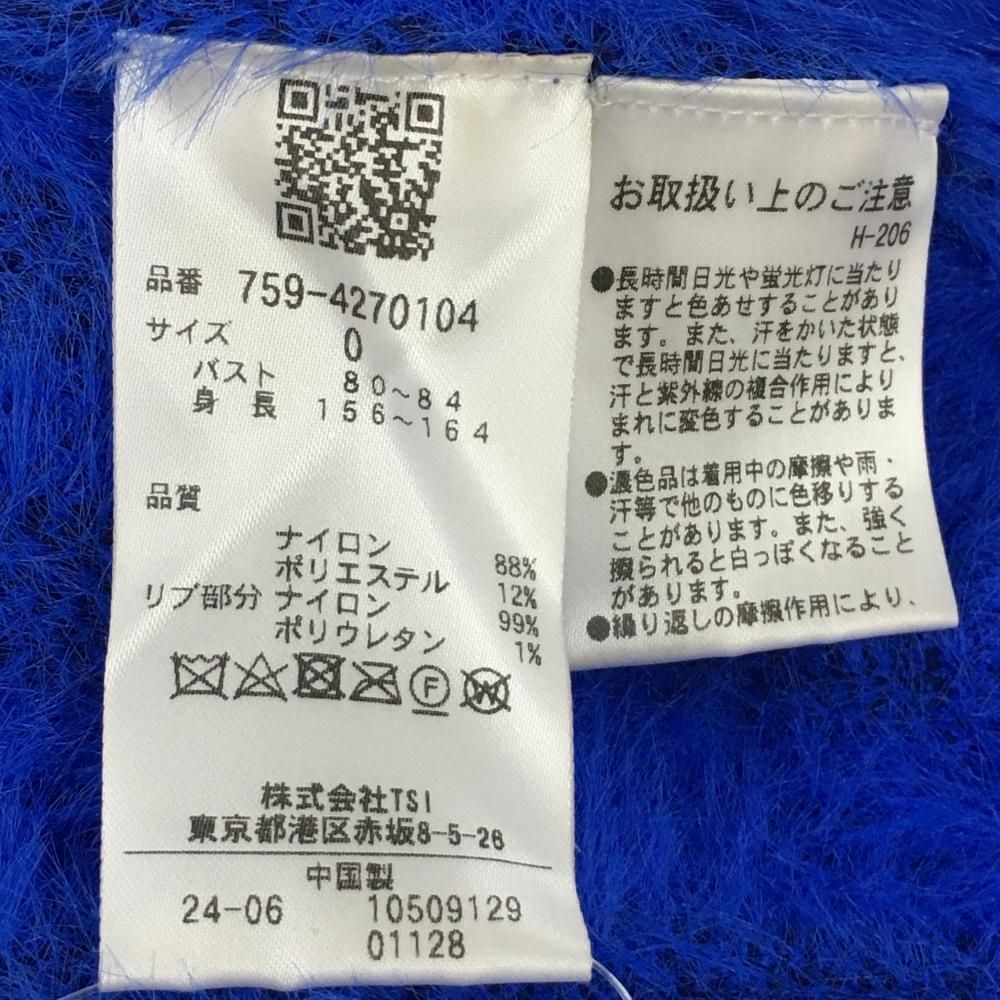 品番 759-4270104
サイズ 0
バスト 80~84
身長 156~164
品質
ナイロン 88%
ポリエステル 12%
リブ部分 ナイロン 99%
ポリウレタン 1%
F W
株式会社TSI
東京都港区赤坂8-5-26
中国製
24-06 10509129
01128
お取扱い上のご注意
H-206
●長時間日光や蛍光灯に当たり
ますと色あせすることがあり
ます。また、汗をかいた状態
で長時間日光に当たりますと、
汗と紫外線の複合作用により
まれに変色することがありま
す。
●濃色品は着用中の摩擦や雨・
汗等で他のものに色移りする
ことがあります。また、強く
擦られると白っぽくなること
があります。
●繰り返しの摩擦作用により、